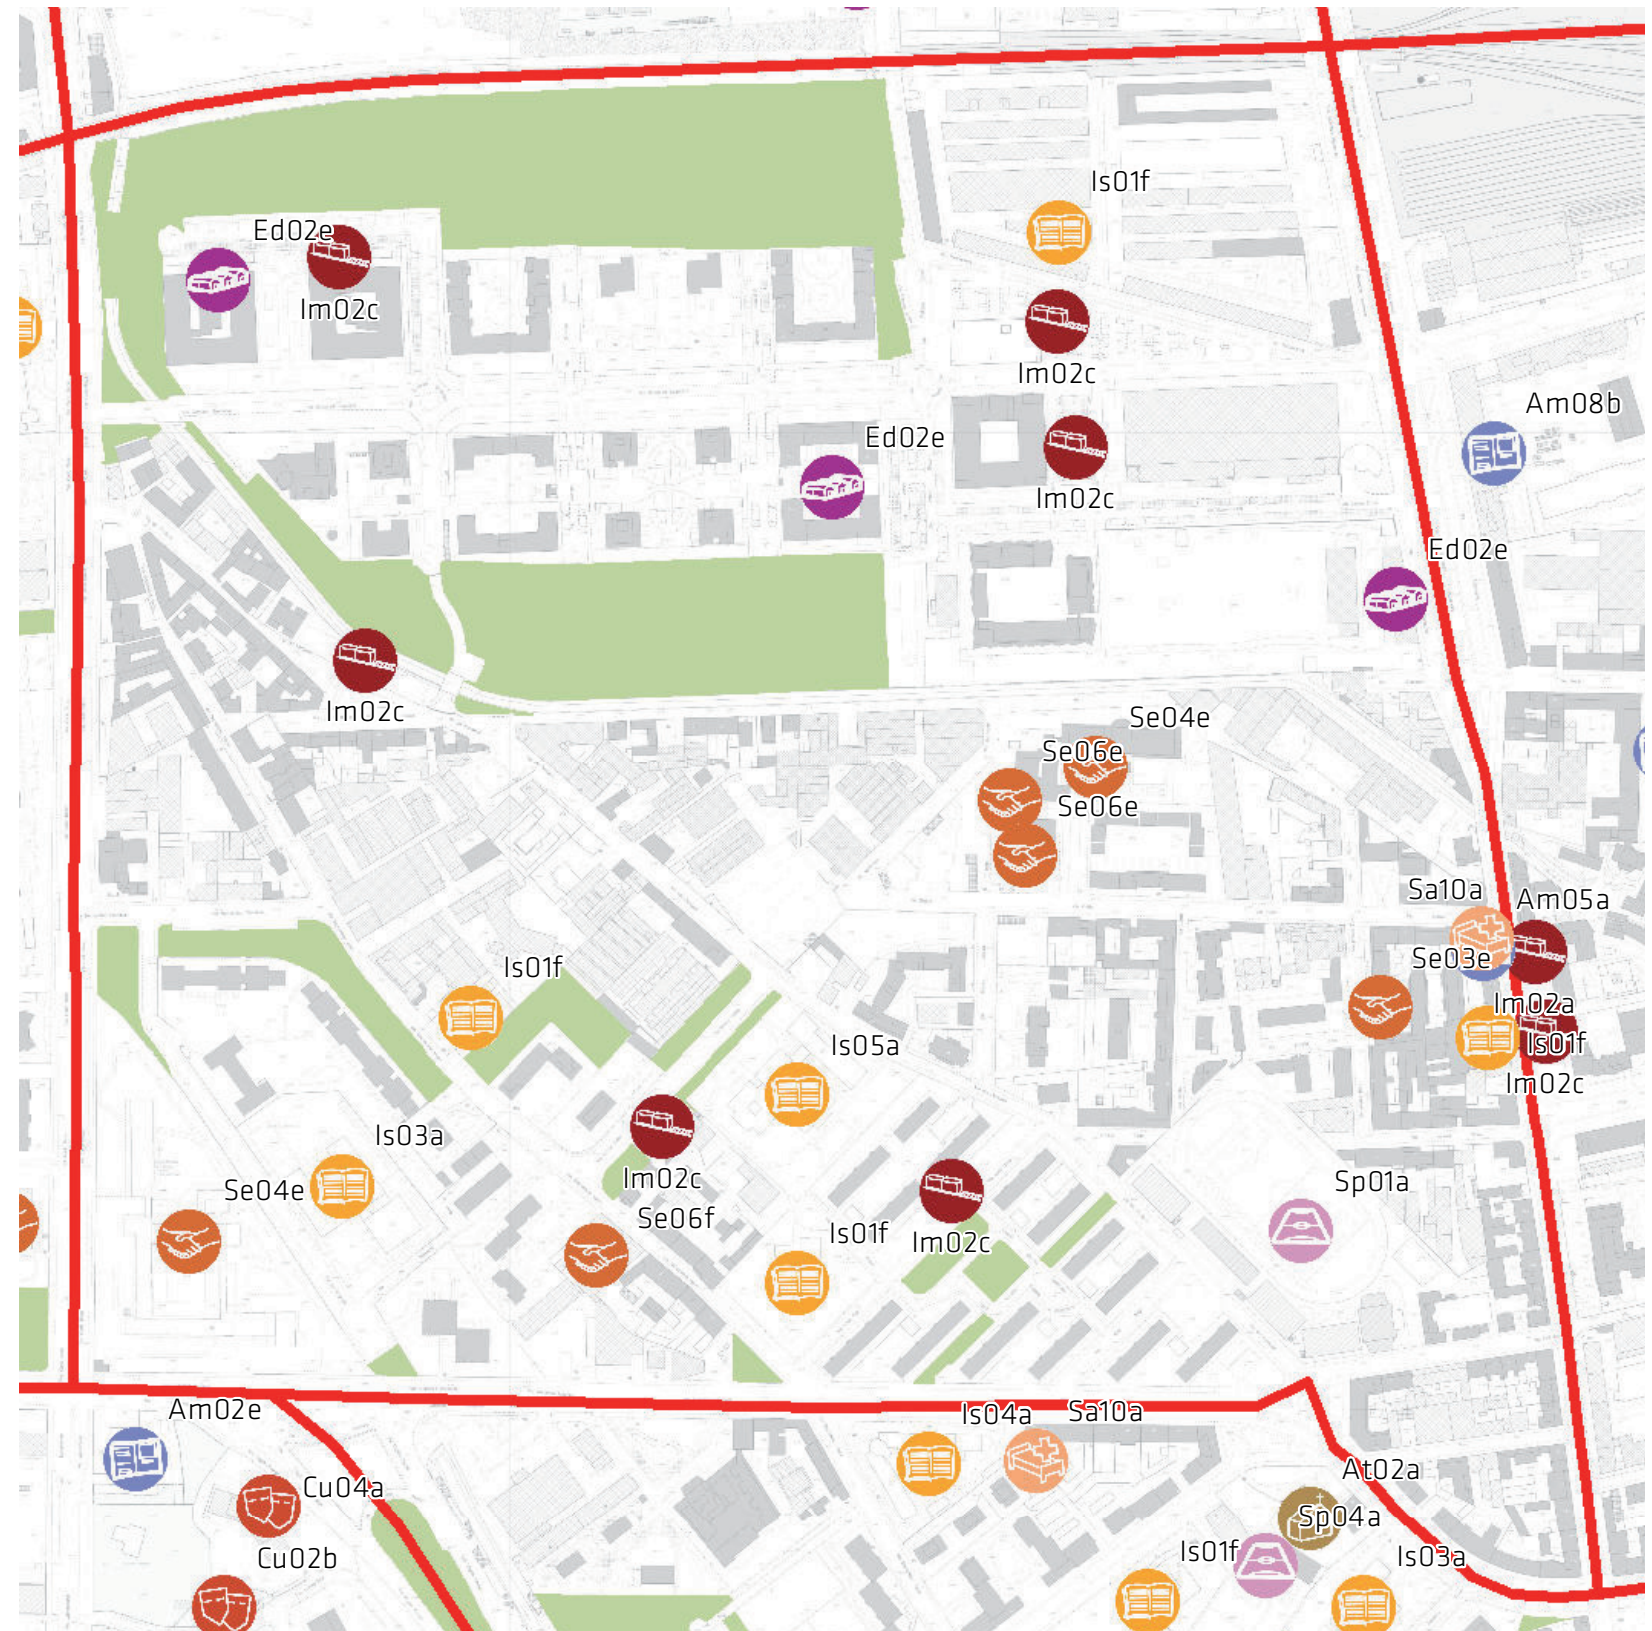 Is01f
Ed02e
Im02c
Im02c
Am08b
Ed02e
Im02c
Ed02e
Im02c
Se04e
Se06e
Se06e
Sa10a
Am05a
Se03e
Is01f
Im02a
Is01f
Is05a
Im02c
Is03a
Im02c
Se04e
Sp01a
Se06f
Is01f
Im02c
Am02e
Is04a
Sa10a
At02a
Cu04a
Sp04a
Cu02b
Is01f
Is03a